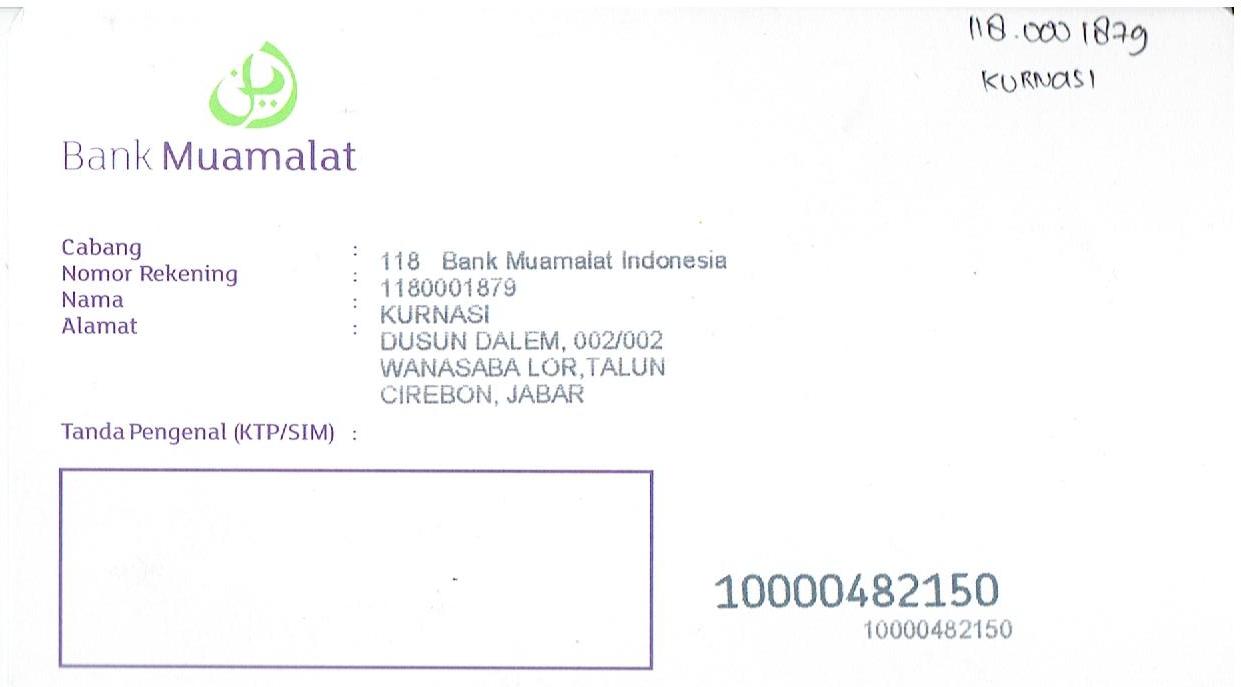 118.0001879
KURNASI
Bank Muamalat
Cabang : 118 Bank Muamalat Indonesia
Nomor Rekening : 1180001879
Nama : KURNASI
Alamat : DUSUN DALEM, 002/002
WANASABA LOR,TALUN
CIREBON, JABAR
Tanda Pengenal (KTP/SIM) :
10000482150
10000482150